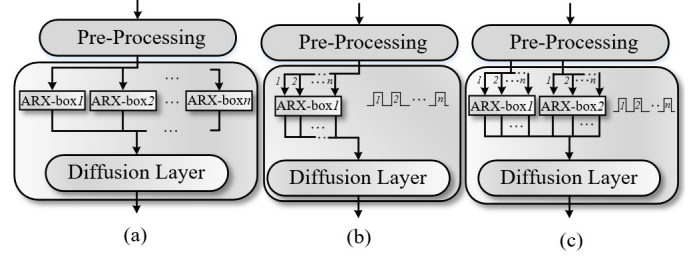 Pre-Processing
ARX-box1 ARX-box2 ... ARX-boxn
...
Diffusion Layer
(a)
Pre-Processing
1 2 ...n
ARX-box1 1 2 ... n
...
Diffusion Layer
(b)
Pre-Processing
1 2 ...n 1 2 ...n
ARX-box1 ARX-box2 1 2 ...n
... ...
Diffusion Layer
(c)